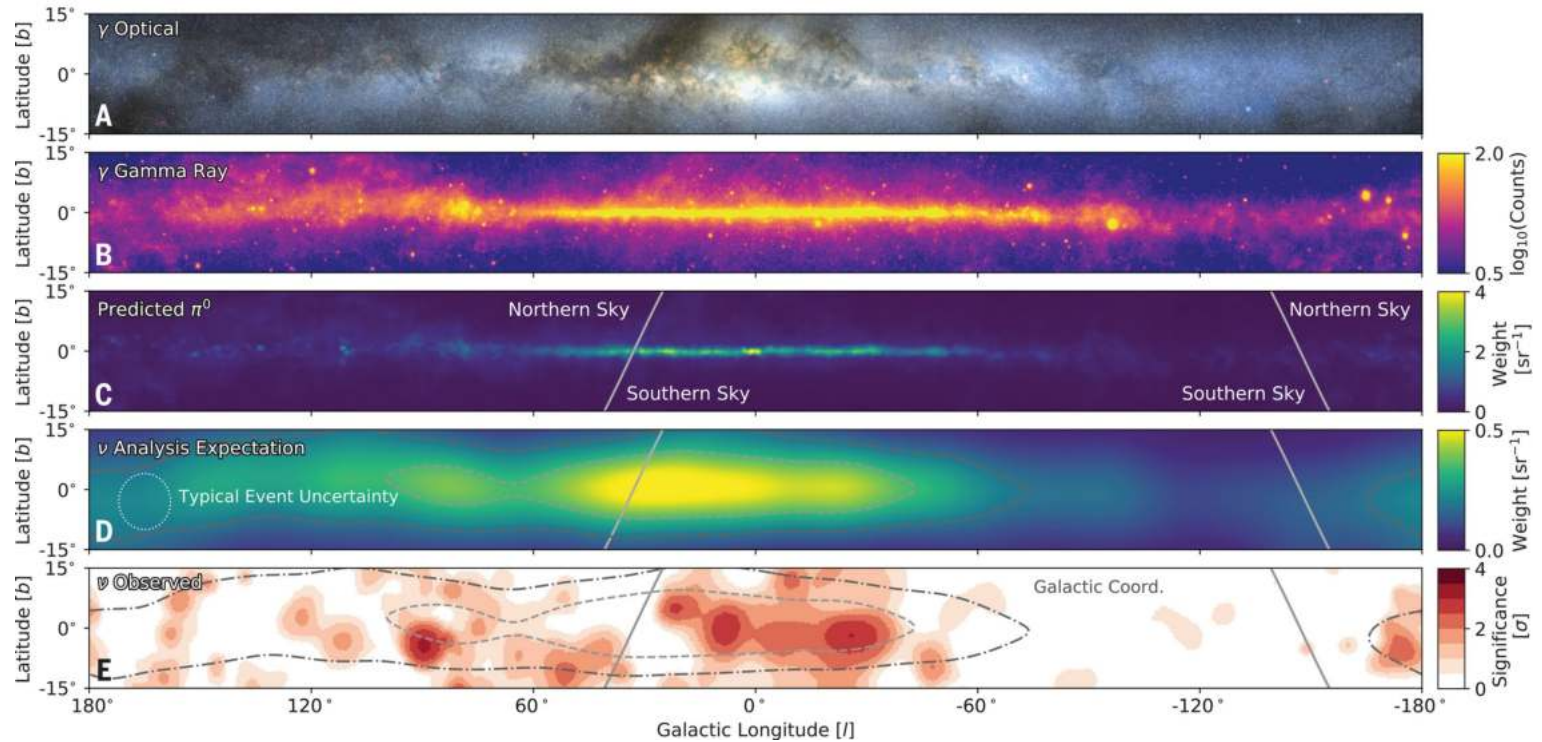 15°
Latitude [b]
0°
-15°
γ Optical
A
15°
Latitude [b]
0°
-15°
γ Gamma Ray
B
2.0
0.5
log₁₀(Counts)
15°
Latitude [b]
0°
-15°
Predicted π⁰
Northern Sky
Northern Sky
Southern Sky
Southern Sky
C
4
2
0
Weight
[sr⁻¹]
15°
Latitude [b]
0°
-15°
ν Analysis Expectation
Typical Event Uncertainty
D
0.5
0.0
Weight [sr⁻¹]
15°
Latitude [b]
0°
-15°
ν Observed
Galactic Coord.
E
4
2
0
Significance
[σ]
180° 120° 60° 0° -60° -120° -180°
Galactic Longitude [l]